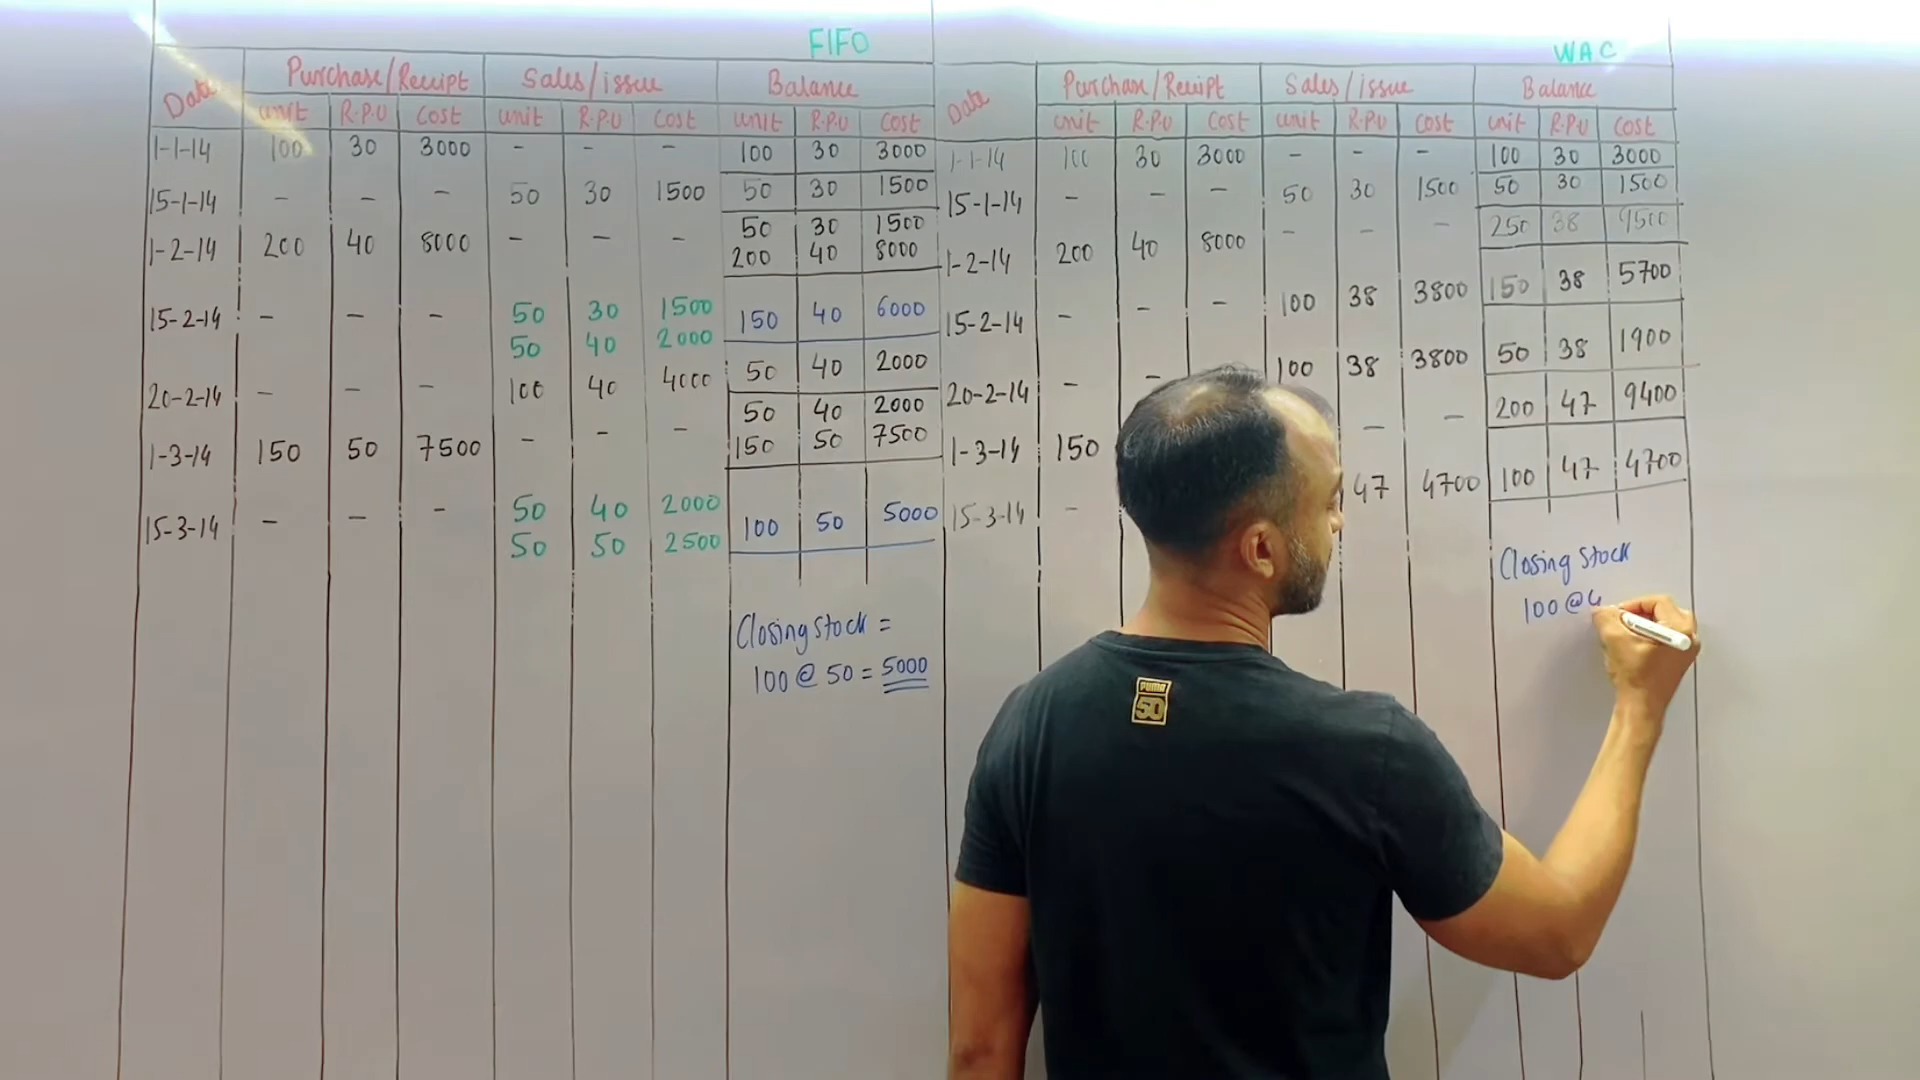 FIFO
Date Purchase/Receipt Sales/issue Balance
unit R.P.U Cost unit R.P.U Cost unit R.P.U Cost
1-1-14 100 30 3000 - - - 100 30 3000
15-1-14 - - - 50 30 1500 50 30 1500
50 30 1500
1-2-14 200 40 8000 - - - 200 40 8000
15-2-14 - - - 50 30 1500 150 40 6000
50 40 2000
20-2-14 - - - 100 40 4000 50 40 2000
50 40 2000
1-3-14 150 50 7500 - - - 150 50 7500
15-3-14 - - - 50 40 2000 100 50 5000
50 50 2500
Closing stock =
100 @ 50 = 5000
WAC
Date Purchase/Receipt Sales/issue Balance
unit R.P.U Cost unit R.P.U Cost unit R.P.U Cost
1-1-14 100 30 3000 - - - 100 30 3000
15-1-14 - - - 50 30 1500 50 30 1500
1-2-14 200 40 8000 - - - 250 38 9500
15-2-14 - - - 100 38 3800 150 38 5700
20-2-14 - - 100 38 3800 50 38 1900
1-3-14 150 - - 200 47 9400
15-3-14 - 47 4700 100 47 4700
Closing stock
100 @ 4
PUMA
50